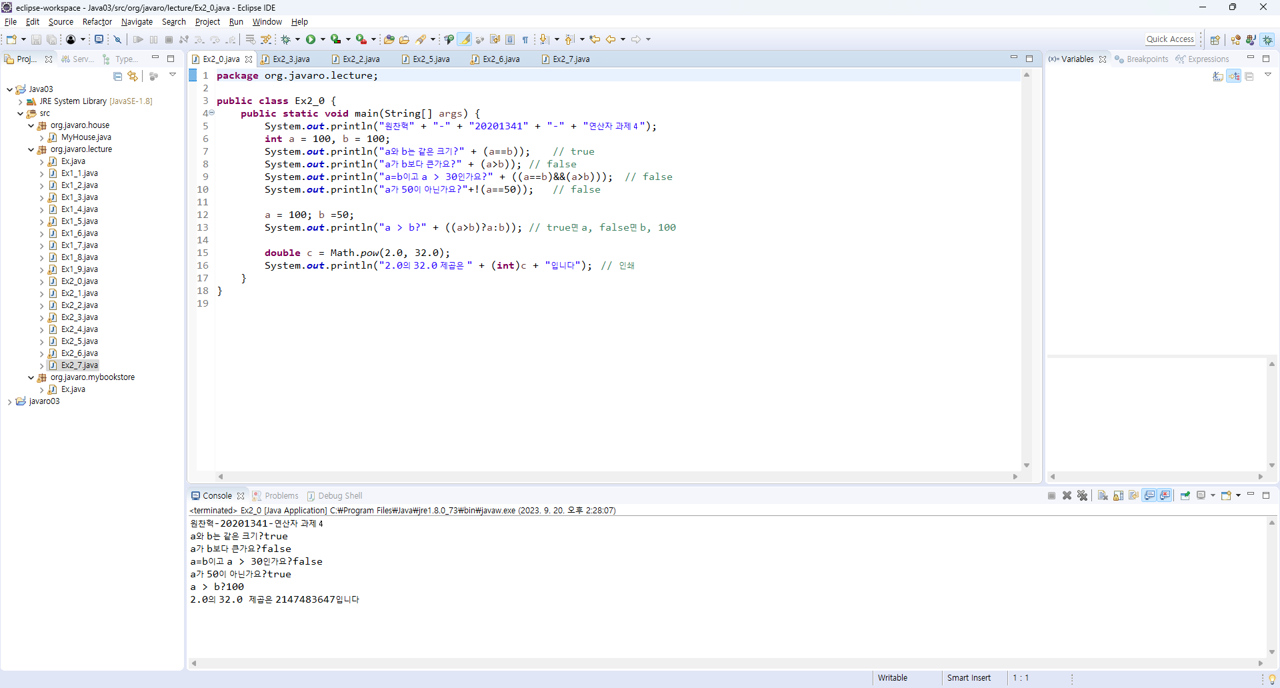 eclipse-workspace - Java03/src/org/javaro/lecture/Ex2_0.java - Eclipse IDE
File Edit Source Refactor Navigate Search Project Run Window Help
Quick Access
Proj... Serv... Type...
Java03
JRE System Library [JavaSE-1.8]
src
org.javaro.house
MyHouse.java
org.javaro.lecture
Ex.java
Ex1_1.java
Ex1_2.java
Ex1_3.java
Ex1_4.java
Ex1_5.java
Ex1_6.java
Ex1_7.java
Ex1_8.java
Ex1_9.java
Ex2_0.java
Ex2_1.java
Ex2_2.java
Ex2_3.java
Ex2_4.java
Ex2_5.java
Ex2_6.java
Ex2_7.java
org.javaro.mybookstore
Ex.java
javaro03
Ex2_0.java Ex2_3.java Ex2_2.java Ex2_5.java Ex2_6.java Ex2_7.java
1 package org.javaro.lecture;
2
3 public class Ex2_0 {
4 public static void main(String[] args) {
5 System.out.println("원찬혁" + "-" + "20201341" + "-" + "연산자 과제 4");
6 int a = 100, b = 100;
7 System.out.println("a와 b는 같은 크기?" + (a==b)); // true
8 System.out.println("a가 b보다 큰가요?" + (a>b)); // false
9 System.out.println("a=b이고 a > 30인가요?" + ((a==b)&&(a>b))); // false
10 System.out.println("a가 50이 아닌가요?"+!(a==50)); // false
11
12 a = 100; b =50;
13 System.out.println("a > b?" + ((a>b)?a:b)); // true면 a, false면 b, 100
14
15 double c = Math.pow(2.0, 32.0);
16 System.out.println("2.0의 32.0 제곱은 " + (int)c + "입니다"); // 인쇄
17 }
18 }
19
Variables Breakpoints Expressions
Console Problems Debug Shell
<terminated> Ex2_0 [Java Application] C:₩Program Files₩Java₩jre1.8.0_73₩bin₩javaw.exe (2023. 9. 20. 오후 2:28:07)
원찬혁-20201341-연산자 과제 4
a와 b는 같은 크기?true
a가 b보다 큰가요?false
a=b이고 a > 30인가요?false
a가 50이 아닌가요?true
a > b?100
2.0의 32.0 제곱은 2147483647입니다
Writable Smart Insert 1 : 1